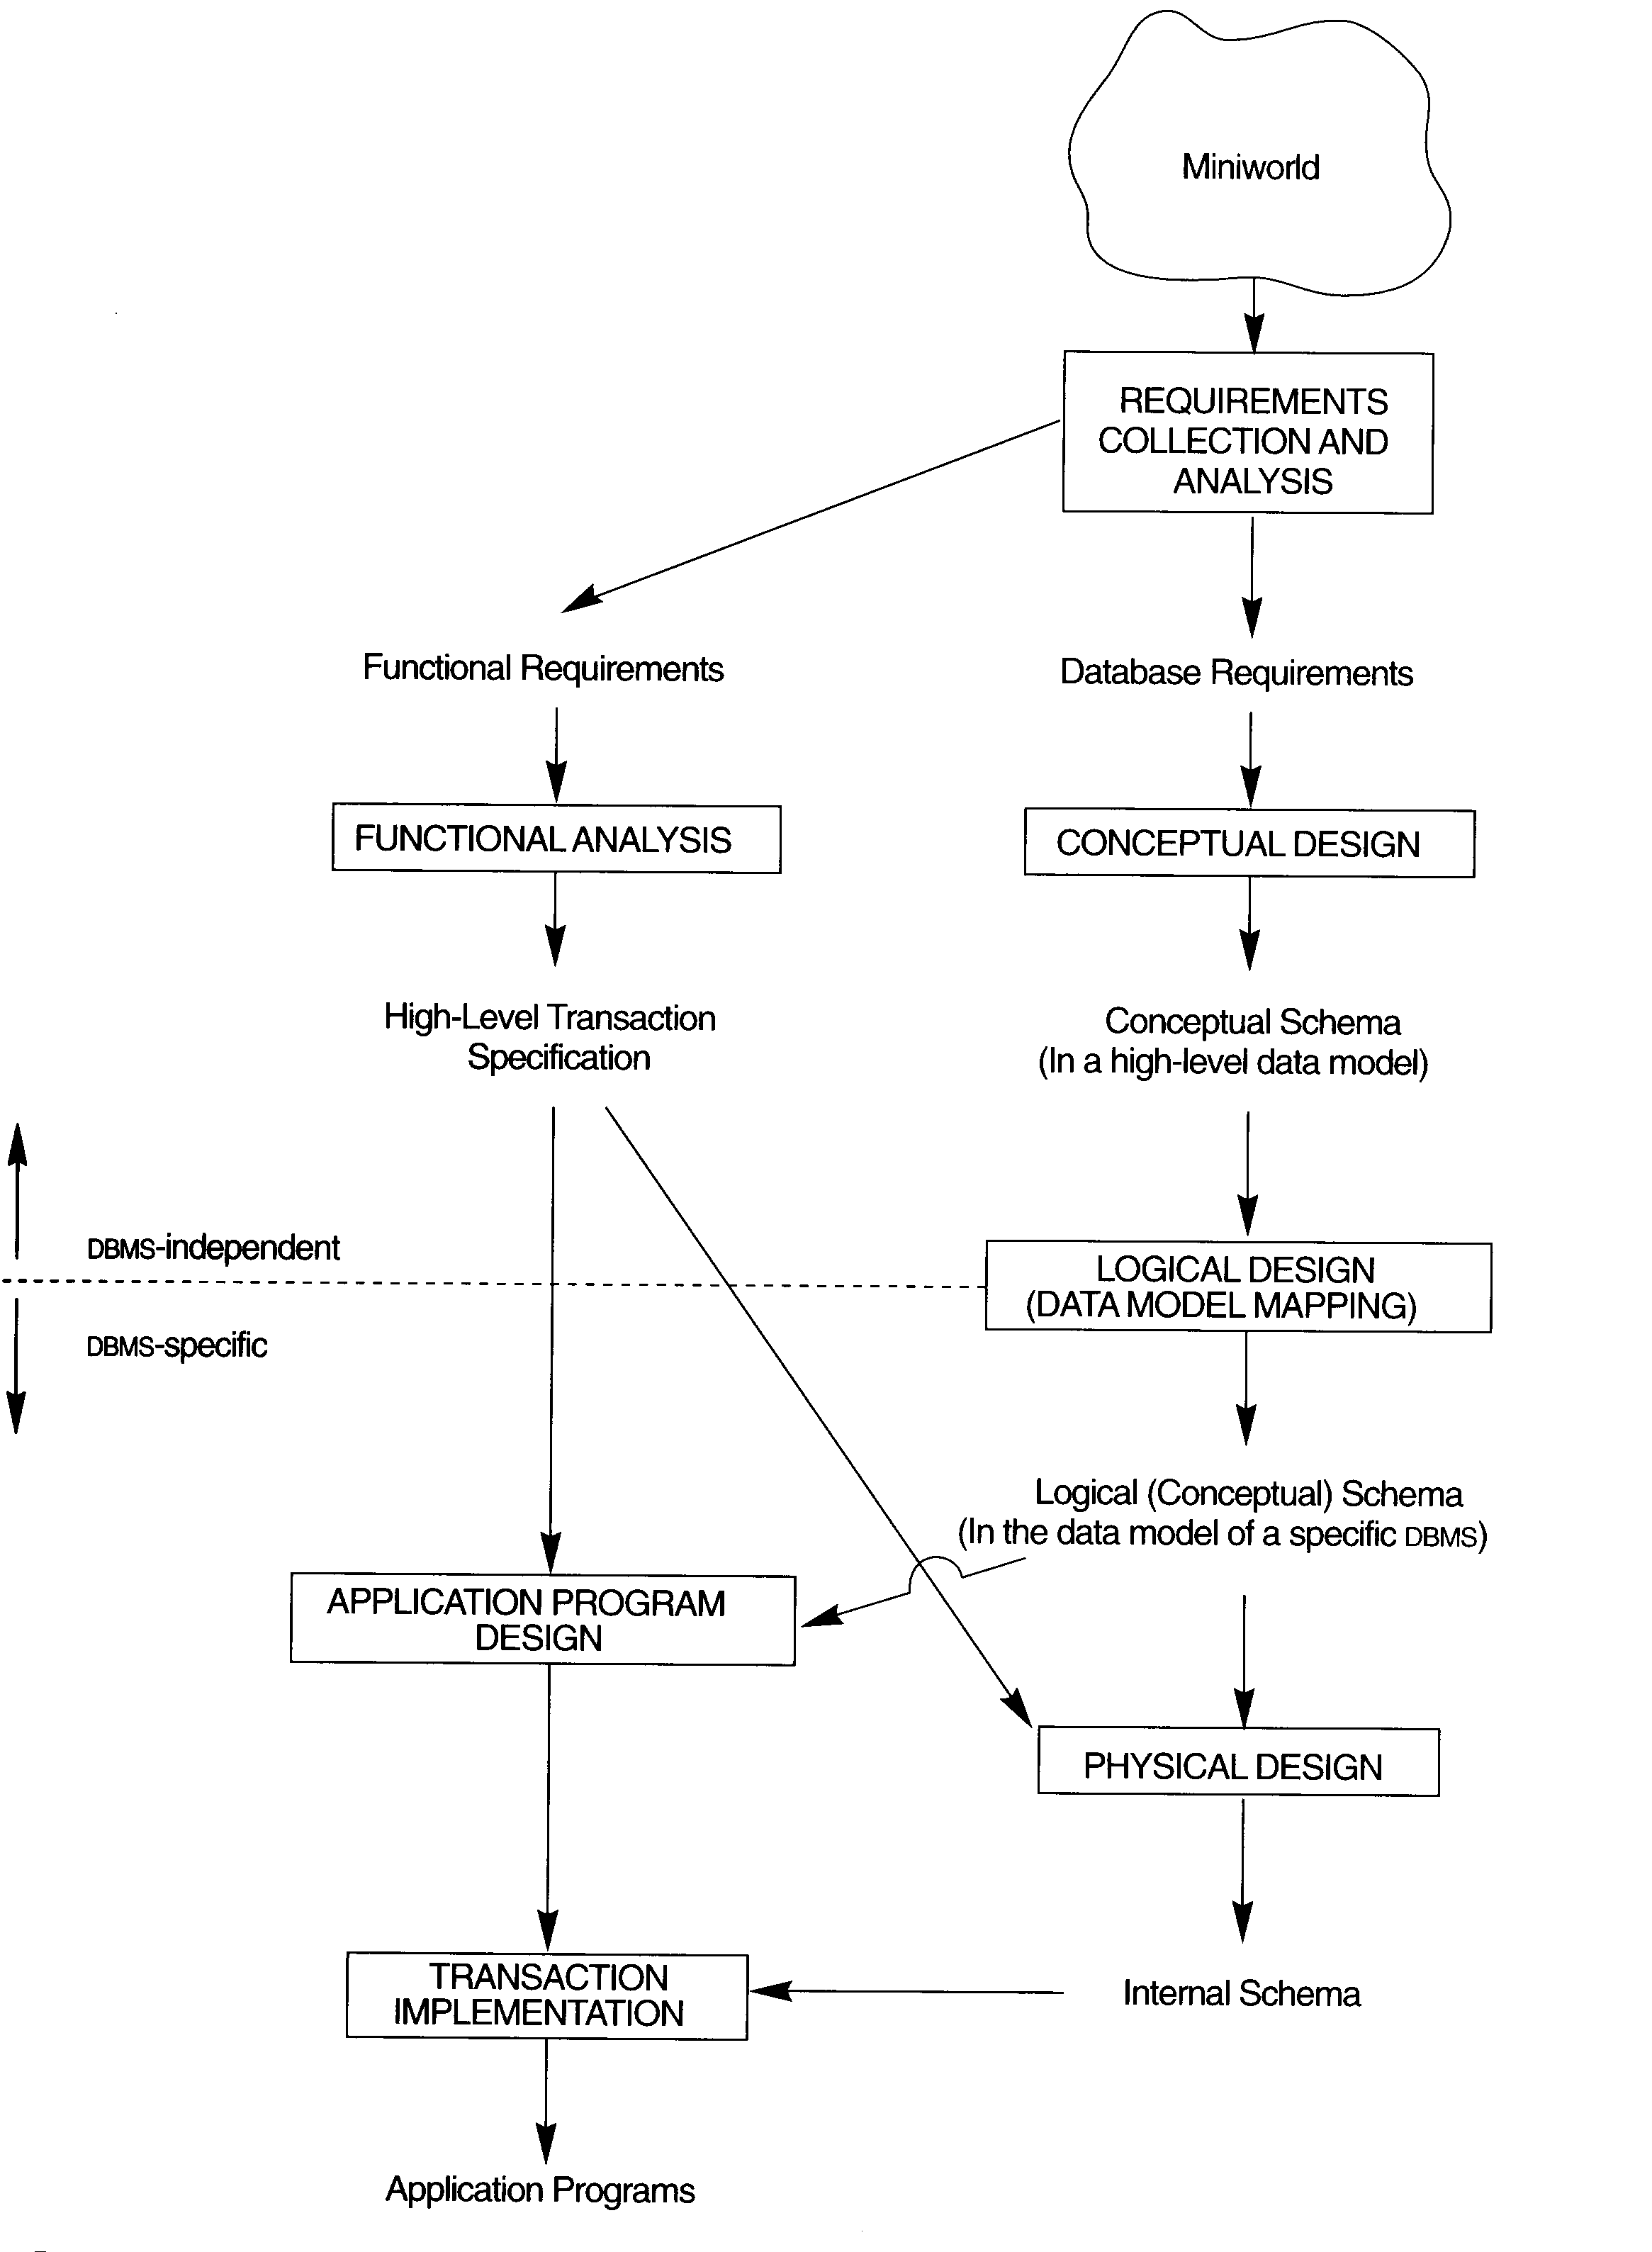 Miniworld
REQUIREMENTS
COLLECTION AND
ANALYSIS
Functional Requirements
Database Requirements
FUNCTIONAL ANALYSIS
CONCEPTUAL DESIGN
High-Level Transaction
Specification
Conceptual Schema
(In a high-level data model)
DBMS-independent
LOGICAL DESIGN
(DATA MODEL MAPPING)
DBMS-specific
Logical (Conceptual) Schema
(In the data model of a specific DBMS)
APPLICATION PROGRAM
DESIGN
PHYSICAL DESIGN
TRANSACTION
IMPLEMENTATION
Internal Schema
Application Programs